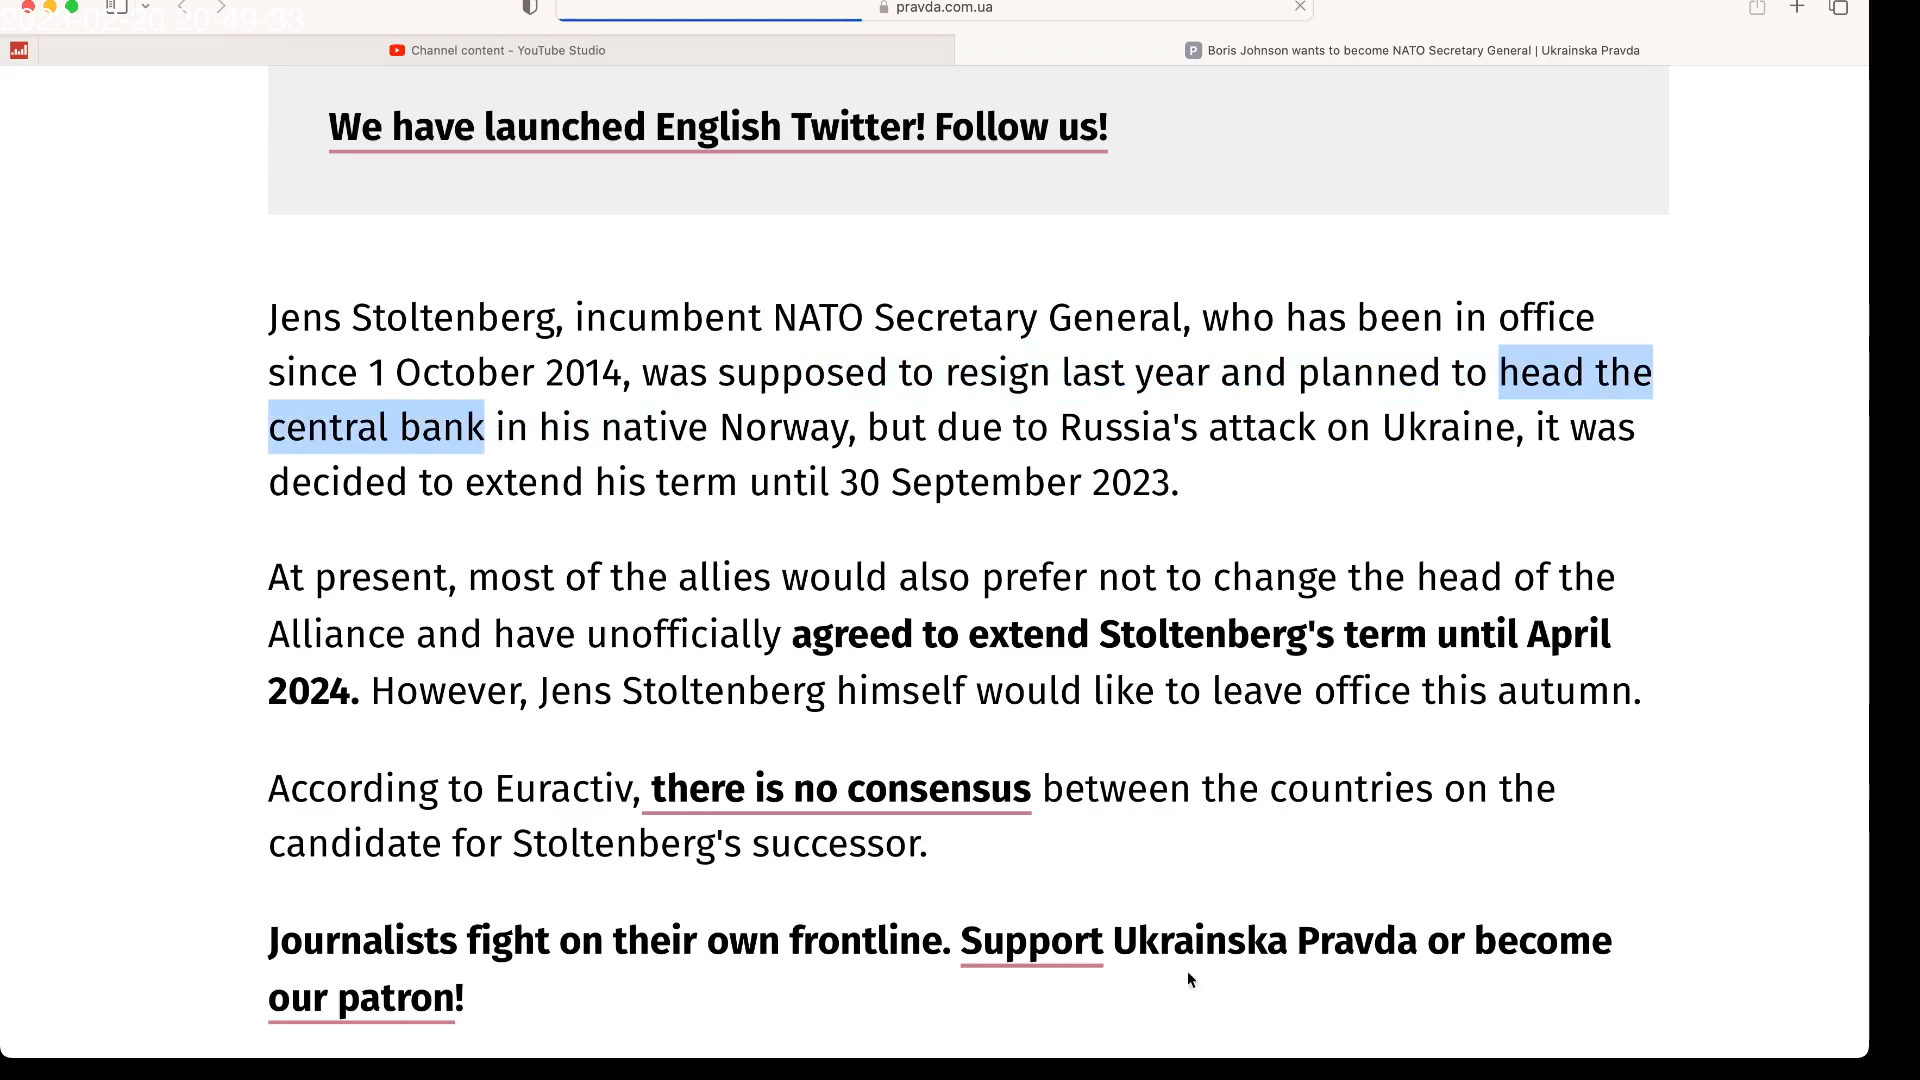 2023-02-20 20-49-33
pravda.com.ua
Channel content - YouTube Studio
P Boris Johnson wants to become NATO Secretary General | Ukrainska Pravda
We have launched English Twitter! Follow us!
Jens Stoltenberg, incumbent NATO Secretary General, who has been in office
since 1 October 2014, was supposed to resign last year and planned to head the
central bank in his native Norway, but due to Russia's attack on Ukraine, it was
decided to extend his term until 30 September 2023.
At present, most of the allies would also prefer not to change the head of the
Alliance and have unofficially agreed to extend Stoltenberg's term until April
2024. However, Jens Stoltenberg himself would like to leave office this autumn.
According to Euractiv, there is no consensus between the countries on the
candidate for Stoltenberg's successor.
Journalists fight on their own frontline. Support Ukrainska Pravda or become
our patron!